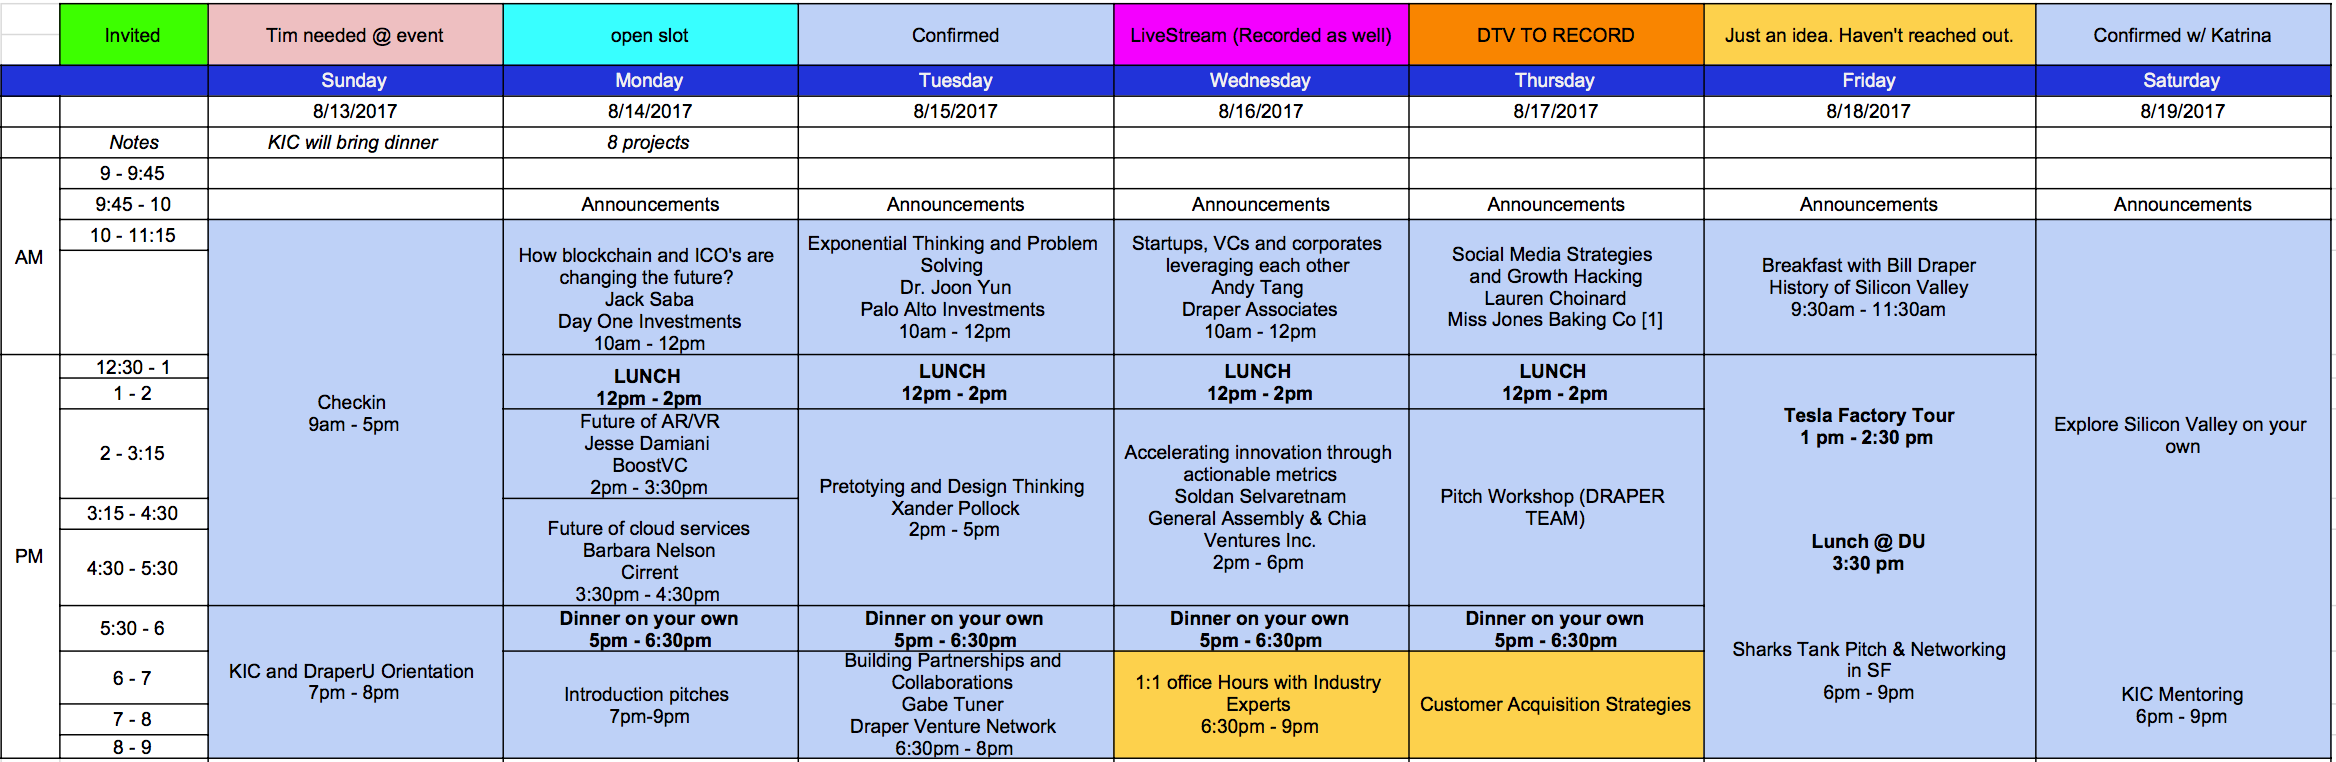 Invited
Tim needed @ event
open slot
Confirmed
LiveStream (Recorded as well)
DTV TO RECORD
Just an idea. Haven't reached out.
Confirmed w/ Katrina
Sunday
Monday
Tuesday
Wednesday
Thursday
Friday
Saturday
8/13/2017
8/14/2017
8/15/2017
8/16/2017
8/17/2017
8/18/2017
8/19/2017
Notes
KIC will bring dinner
8 projects
AM
9 - 9:45
9:45 - 10
Announcements
Announcements
Announcements
Announcements
Announcements
Announcements
10 - 11:15
Checkin
9am - 5pm
How blockchain and ICO's are
changing the future?
Jack Saba
Day One Investments
10am - 12pm
Exponential Thinking and Problem
Solving
Dr. Joon Yun
Palo Alto Investments
10am - 12pm
Startups, VCs and corporates
leveraging each other
Andy Tang
Draper Associates
10am - 12pm
Social Media Strategies
and Growth Hacking
Lauren Choinard
Miss Jones Baking Co [1]
Breakfast with Bill Draper
History of Silicon Valley
9:30am - 11:30am
Explore Silicon Valley on your
own
PM
12:30 - 1
1 - 2
LUNCH
12pm - 2pm
LUNCH
12pm - 2pm
LUNCH
12pm - 2pm
LUNCH
12pm - 2pm
Tesla Factory Tour
1 pm - 2:30 pm
2 - 3:15
Future of AR/VR
Jesse Damiani
BoostVC
2pm - 3:30pm
Pretotying and Design Thinking
Xander Pollock
2pm - 5pm
Accelerating innovation through
actionable metrics
Soldan Selvaretnam
General Assembly & Chia
Ventures Inc.
2pm - 6pm
Pitch Workshop (DRAPER
TEAM)
3:15 - 4:30
4:30 - 5:30
Future of cloud services
Barbara Nelson
Cirrent
3:30pm - 4:30pm
Lunch @ DU
3:30 pm
5:30 - 6
Dinner on your own
5pm - 6:30pm
Dinner on your own
5pm - 6:30pm
Dinner on your own
5pm - 6:30pm
Dinner on your own
5pm - 6:30pm
6 - 7
7 - 8
8 - 9
KIC and DraperU Orientation
7pm - 8pm
Introduction pitches
7pm-9pm
Building Partnerships and
Collaborations
Gabe Tuner
Draper Venture Network
6:30pm - 8pm
1:1 office Hours with Industry
Experts
6:30pm - 9pm
Customer Acquisition Strategies
Sharks Tank Pitch & Networking
in SF
6pm - 9pm
KIC Mentoring
6pm - 9pm